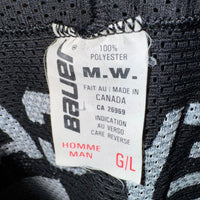 BAUER
100%
POLYESTER
M.W.
FAIT AU / MADE IN
CANADA
CA 26969
INDICATION
AU VERSO
CARE REVERSE
HOMME
MAN
G/L